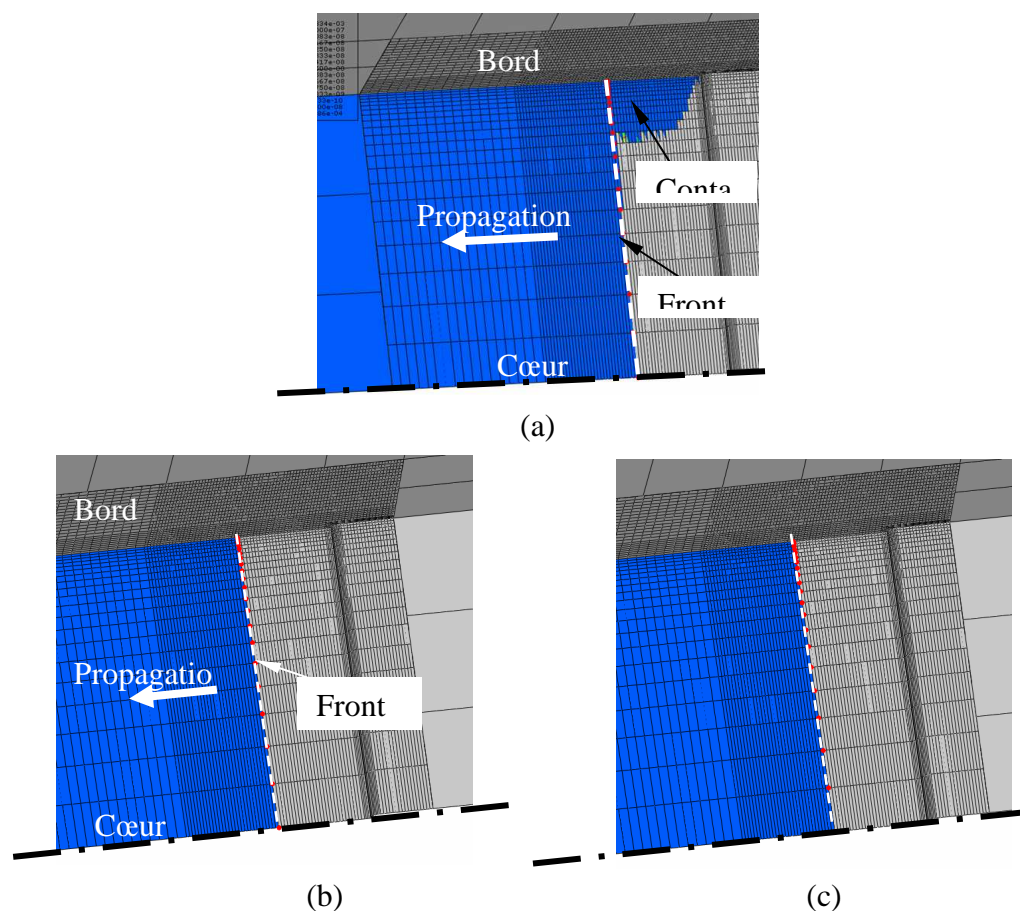 Bord
Conta
Propagation
Front
Cœur
(a)
Bord
Propagatio
Front
Cœur
(b)
(c)